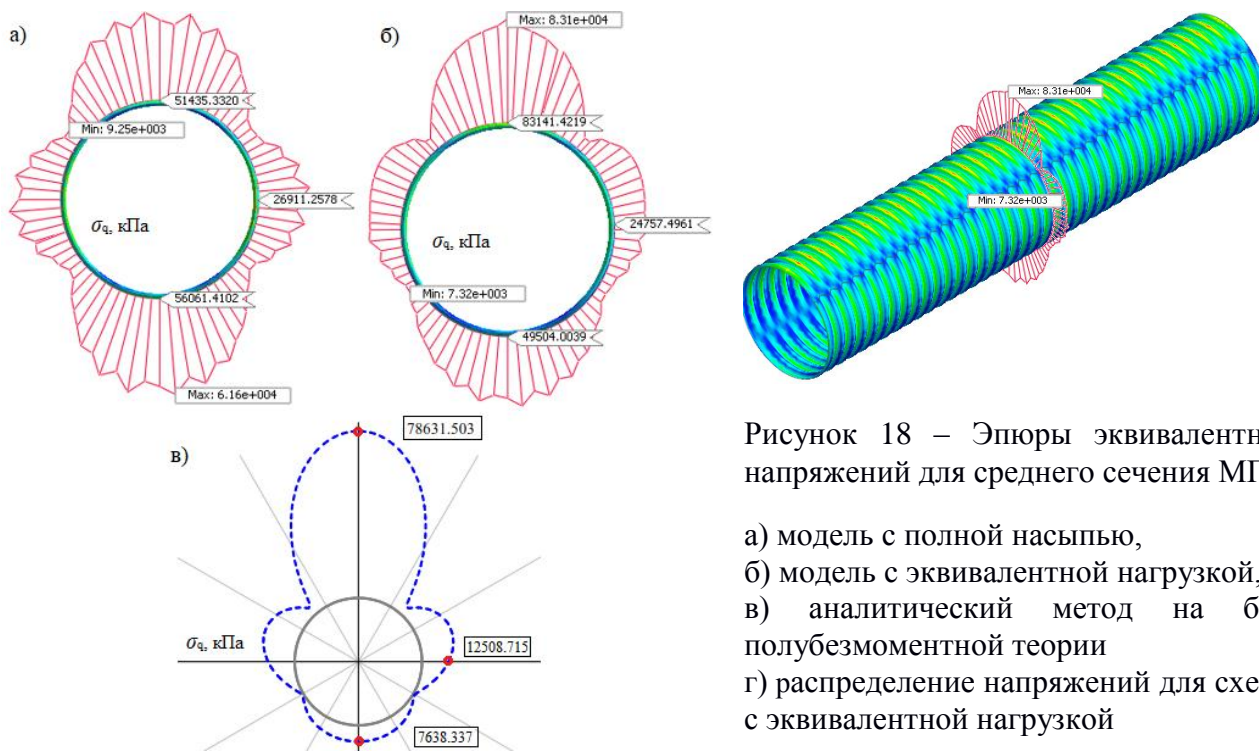 а)
51435.3320
Min: 9.25e+003
26911.2578
σq, кПа
56061.4102
Max: 6.16e+004
б)
Max: 8.31e+004
83141.4219
24757.4961
σq, кПа
Min: 7.32e+003
49504.0039
Max: 8.31e+004
Min: 7.32e+003
в)
78631.503
σq, кПа
12508.715
7638.337
Рисунок 18 – Эпюры эквивалентн
напряжений для среднего сечения МГ
а) модель с полной насыпью,
б) модель с эквивалентной нагрузкой,
в) аналитический метод на б
полубезмоментной теории
г) распределение напряжений для схе
с эквивалентной нагрузкой